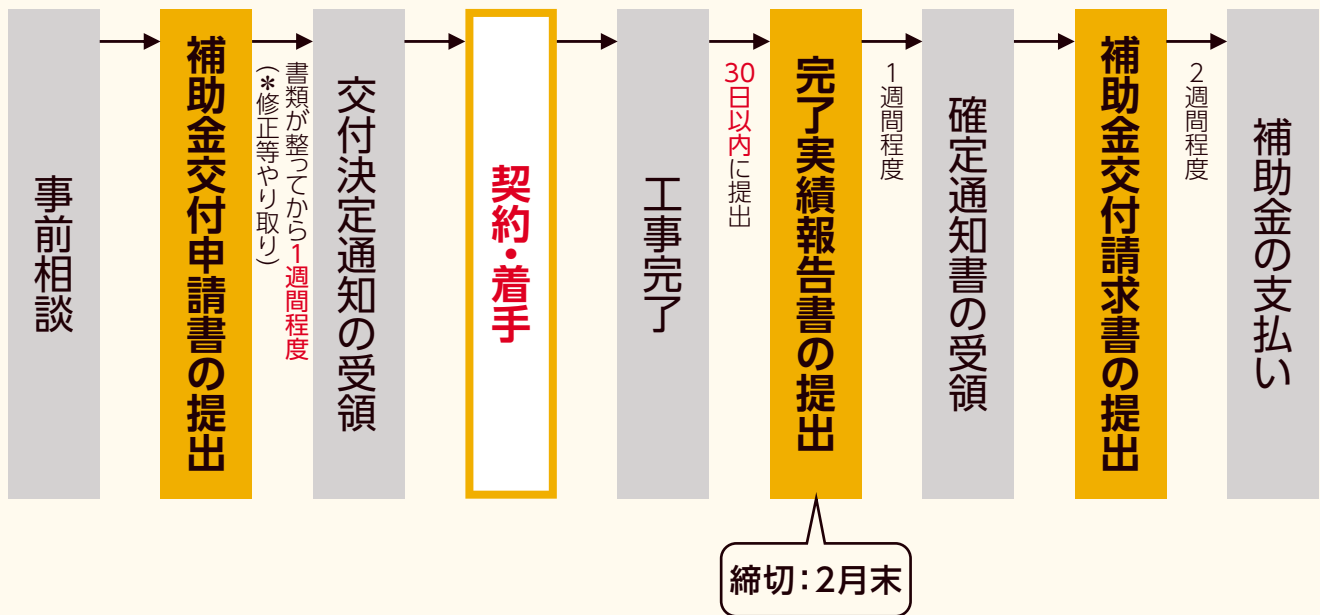 事前相談
補助金交付申請書の提出
書類が整ってから1週間程度
(＊修正等やり取り)
交付決定通知の受領
契約・着手
工事完了
30日以内に提出
完了実績報告書の提出
締切：2月末
1週間程度
確定通知書の受領
補助金交付請求書の提出
2週間程度
補助金の支払い